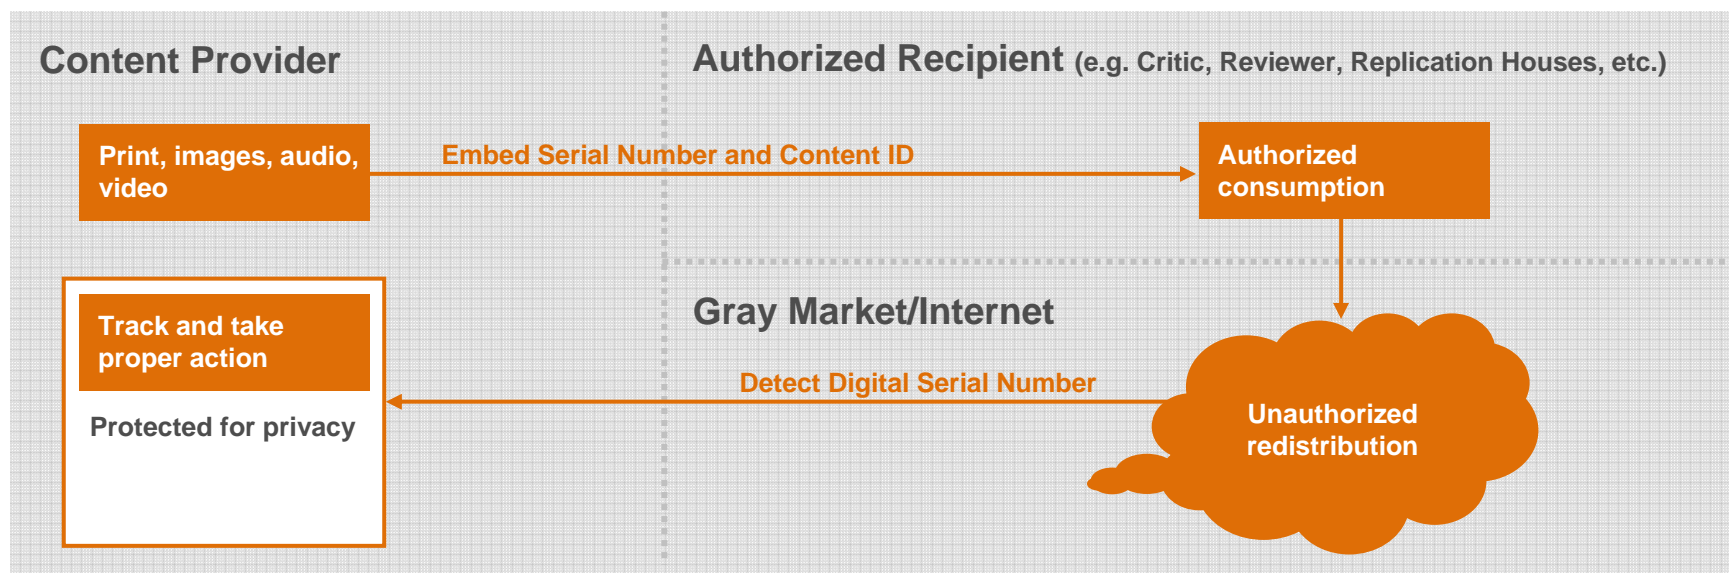 Content Provider
Authorized Recipient (e.g. Critic, Reviewer, Replication Houses, etc.)
Print, images, audio,
video
Embed Serial Number and Content ID
Authorized
consumption
Gray Market/Internet
Track and take
proper action
Protected for privacy
Detect Digital Serial Number
Unauthorized
redistribution